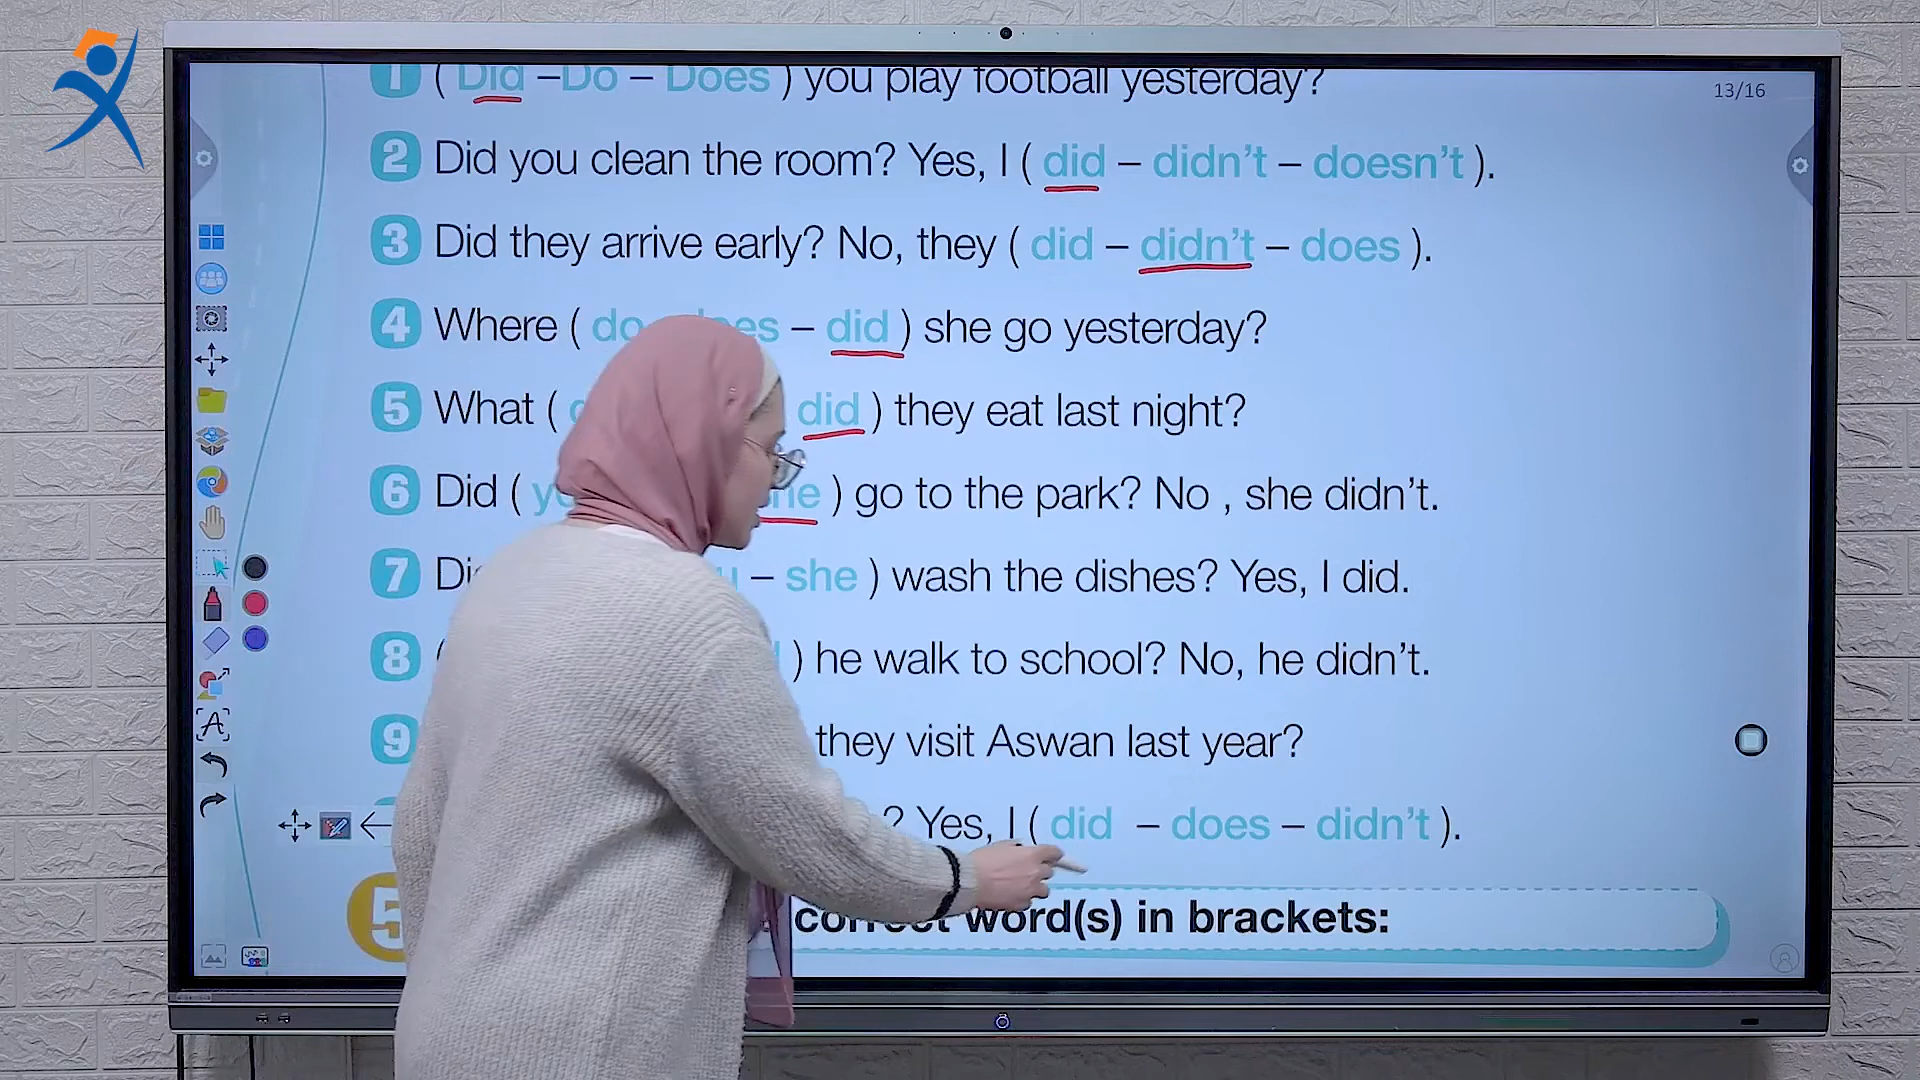 1 ( Did – Do – Does ) you play football yesterday?
13/16
2 Did you clean the room? Yes, I ( did – didn't – doesn't ).
3 Did they arrive early? No, they ( did – didn't – does ).
4 Where ( do – does – did ) she go yesterday?
5 What ( did ) they eat last night?
6 Did ( ) go to the park? No , she didn't.
7 – she ) wash the dishes? Yes, I did.
8 ( ) he walk to school? No, he didn't.
9 they visit Aswan last year?
? Yes, I ( did – does – didn't ).
5 correct word(s) in brackets: